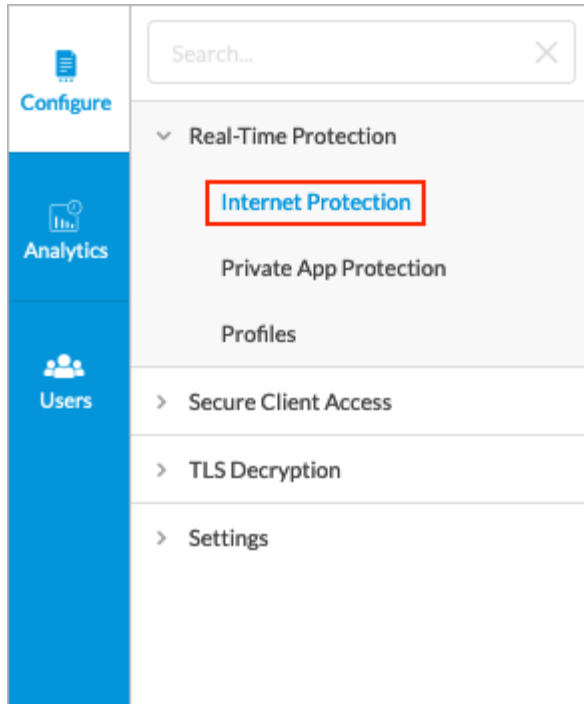 Configure
Analytics
Users
Search...
Real-Time Protection
Internet Protection
Private App Protection
Profiles
Secure Client Access
TLS Decryption
Settings